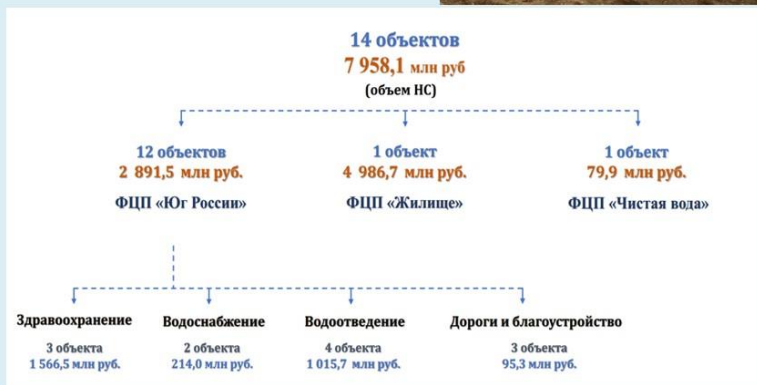 14 объектов
7 958,1 млн руб
(объем НС)
12 объектов
2 891,5 млн руб.
ФЦП «Юг России»
1 объект
4 986,7 млн руб.
ФЦП «Жилище»
1 объект
79,9 млн руб.
ФЦП «Чистая вода»
Здравоохранение
3 объекта
1 566,5 млн руб.
Водоснабжение
2 объекта
214,0 млн руб.
Водоотведение
4 объекта
1 015,7 млн руб.
Дороги и благоустройство
3 объекта
95,3 млн руб.